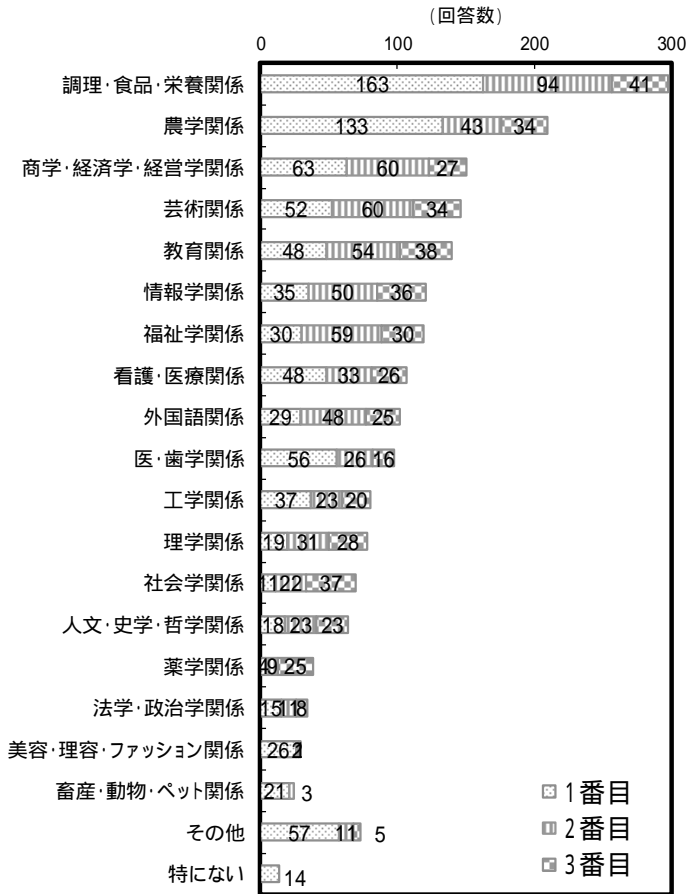 (回答数)
0 100 200 300
調理･食品･栄養関係 163 94 41
農学関係 133 43 34
商学･経済学･経営学関係 63 60 27
芸術関係 52 60 34
教育関係 48 54 38
情報学関係 35 50 36
福祉学関係 30 59 30
看護･医療関係 48 33 26
外国語関係 29 48 25
医･歯学関係 56 26 16
工学関係 37 23 20
理学関係 19 31 28
社会学関係 11 22 37
人文･史学･哲学関係 18 23 23
薬学関係 4 9 25
法学･政治学関係 15 11 8
美容･理容･ファッション関係 26
畜産･動物･ペット関係 21 3
その他 57 11 5
特にない 14
1番目
2番目
3番目